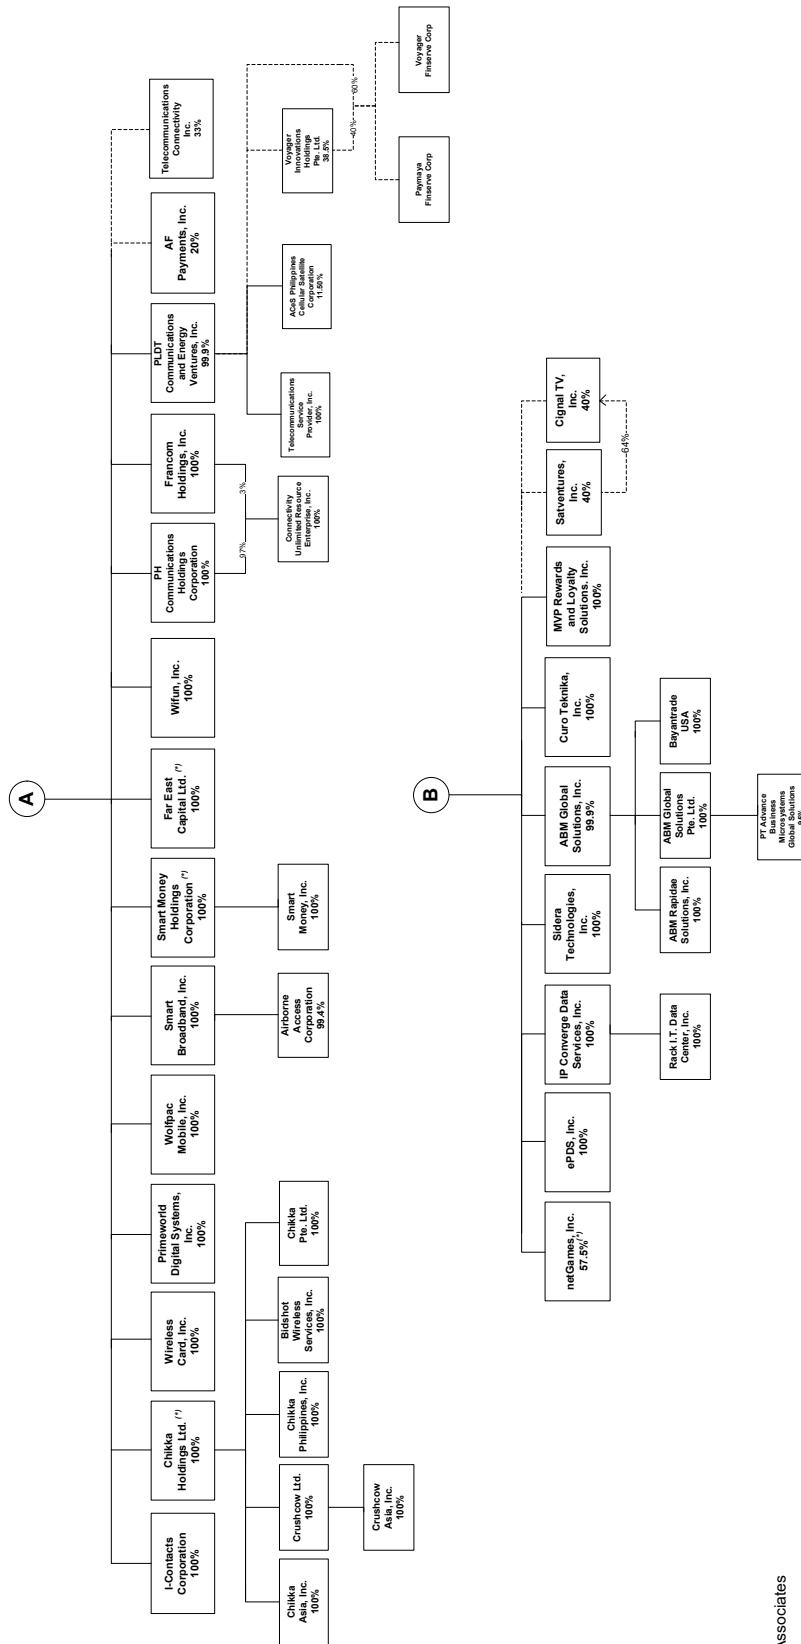 A
I-Contacts
Corporation
100%
Chikka
Holdings Ltd. (*)
100%
Wireless
Card, Inc.
100%
Primeworld
Digital Systems,
Inc.
100%
Wolfpac
Mobile, Inc.
100%
Smart
Broadband, Inc.
100%
Smart Money
Holdings
Corporation (*)
100%
Far East
Capital Ltd. (*)
100%
Wifun, Inc.
100%
PH
Communications
Holdings
Corporation
100%
Francom
Holdings, Inc.
100%
PLDT
Communications
and Energy
Ventures, Inc.
99.9%
AF
Payments, Inc.
20%
Telecommunications
Connectivity
Inc.
33%
Chikka
Asia, Inc.
100%
Crushcow Ltd.
100%
Chikka
Philippines, Inc.
100%
Bidshot
Wireless
Services, Inc.
100%
Chikka
Pte. Ltd.
100%
Airborne
Access
Corporation
99.4%
Smart
Money, Inc.
100%
97%
3%
Connectivity
Unlimited Resource
Enterprise, Inc.
100%
Telecommunications
Service
Provider, Inc.
100%
ACeS Philippines
Cellular Satellite
Corporation
11.50%
Voyager
Innovations
Holdings
Pte. Ltd.
38.5%
40%
60%
Crushcow
Asia, Inc.
100%
Paymaya
Finserve Corp
Voyager
Finserve Corp
B
netGames, Inc.
57.5%(*)
ePDS, Inc.
100%
IP Converge Data
Services, Inc.
100%
Sidera
Technologies,
Inc.
100%
ABM Global
Solutions, Inc.
99.9%
Curo Teknika,
Inc.
100%
MVP Rewards
and Loyalty
Solutions. Inc.
100%
Satventures,
Inc.
40%
Cignal TV,
Inc.
40%
64%
Rack I.T. Data
Center, Inc.
100%
ABM Rapidae
Solutions, Inc.
100%
ABM Global
Solutions
Pte. Ltd.
100%
Bayantrade
USA
100%
PT Advance
Business
Microsystems
Global Solutions
Associates